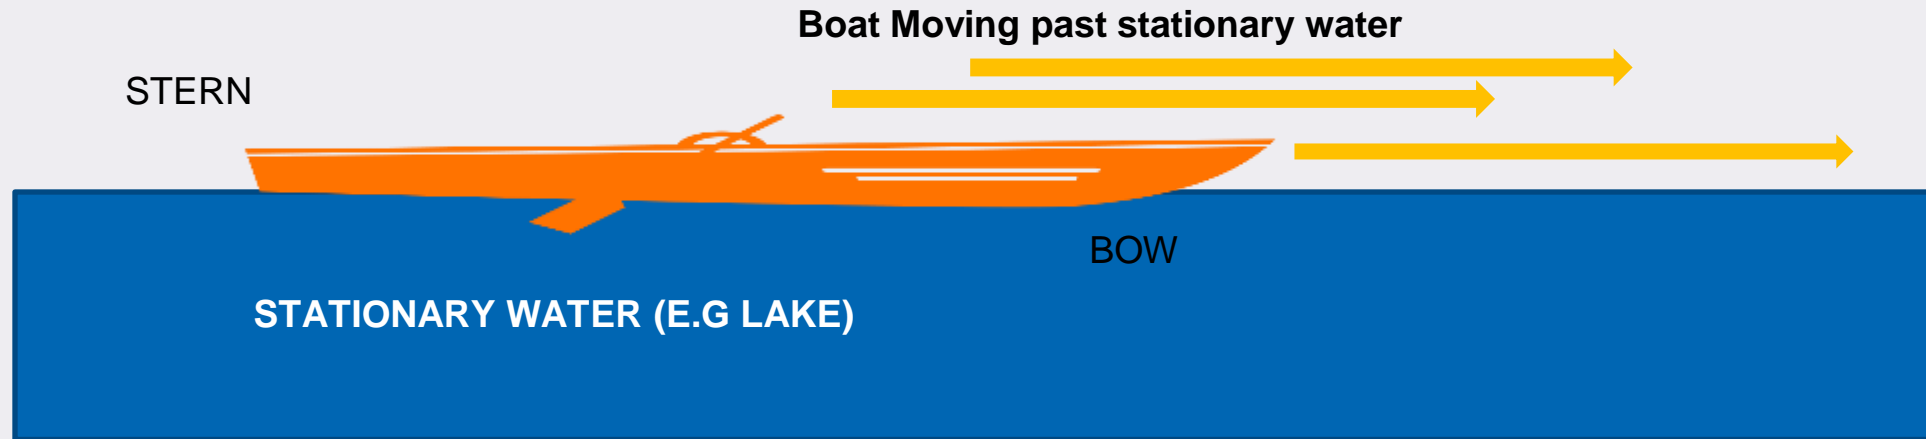 Boat Moving past stationary water
STERN
BOW
STATIONARY WATER (E.G LAKE)